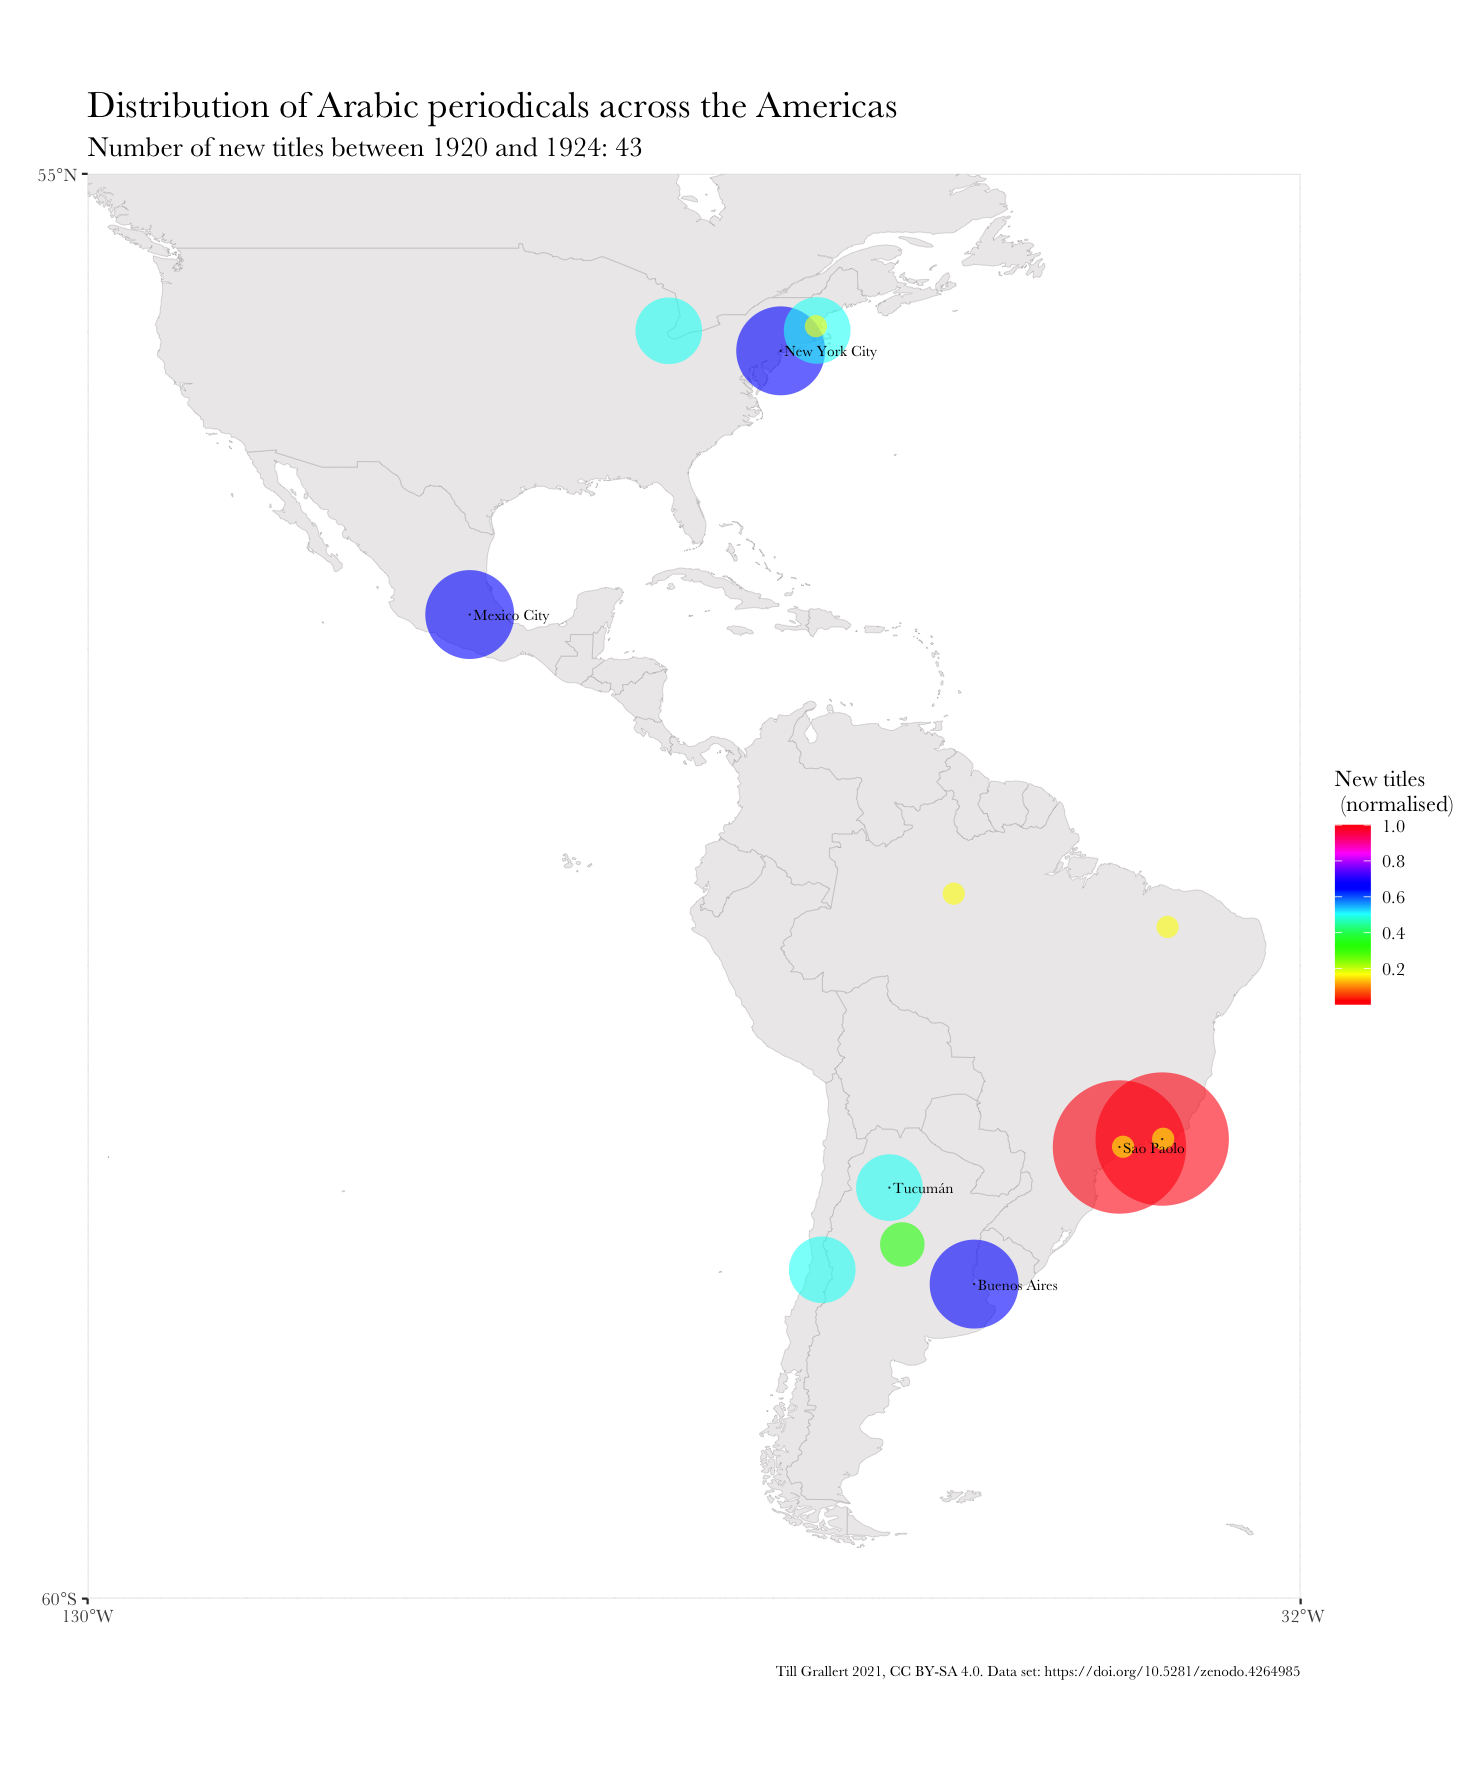 Distribution of Arabic periodicals across the Americas
Number of new titles between 1920 and 1924: 43
55°N
New York City
Mexico City
New titles
(normalised)
1.0
0.8
0.6
0.4
0.2
Sao Paolo
Tucumán
Buenos Aires
60°S
130°W
32°W
Till Grallert 2021, CC BY-SA 4.0. Data set: https://doi.org/10.5281/zenodo.4264985